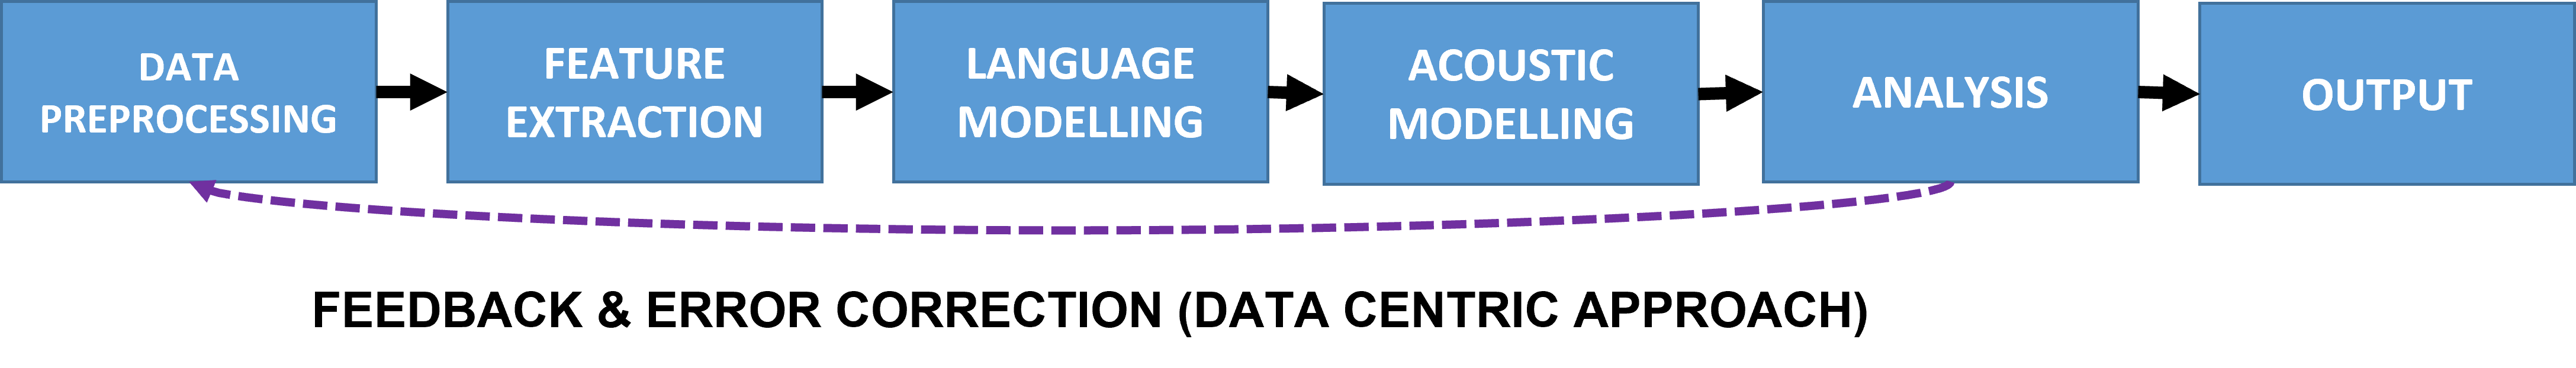 DATA
PREPROCESSING
FEATURE
EXTRACTION
LANGUAGE
MODELLING
ACOUSTIC
MODELLING
ANALYSIS
OUTPUT
FEEDBACK & ERROR CORRECTION (DATA CENTRIC APPROACH)